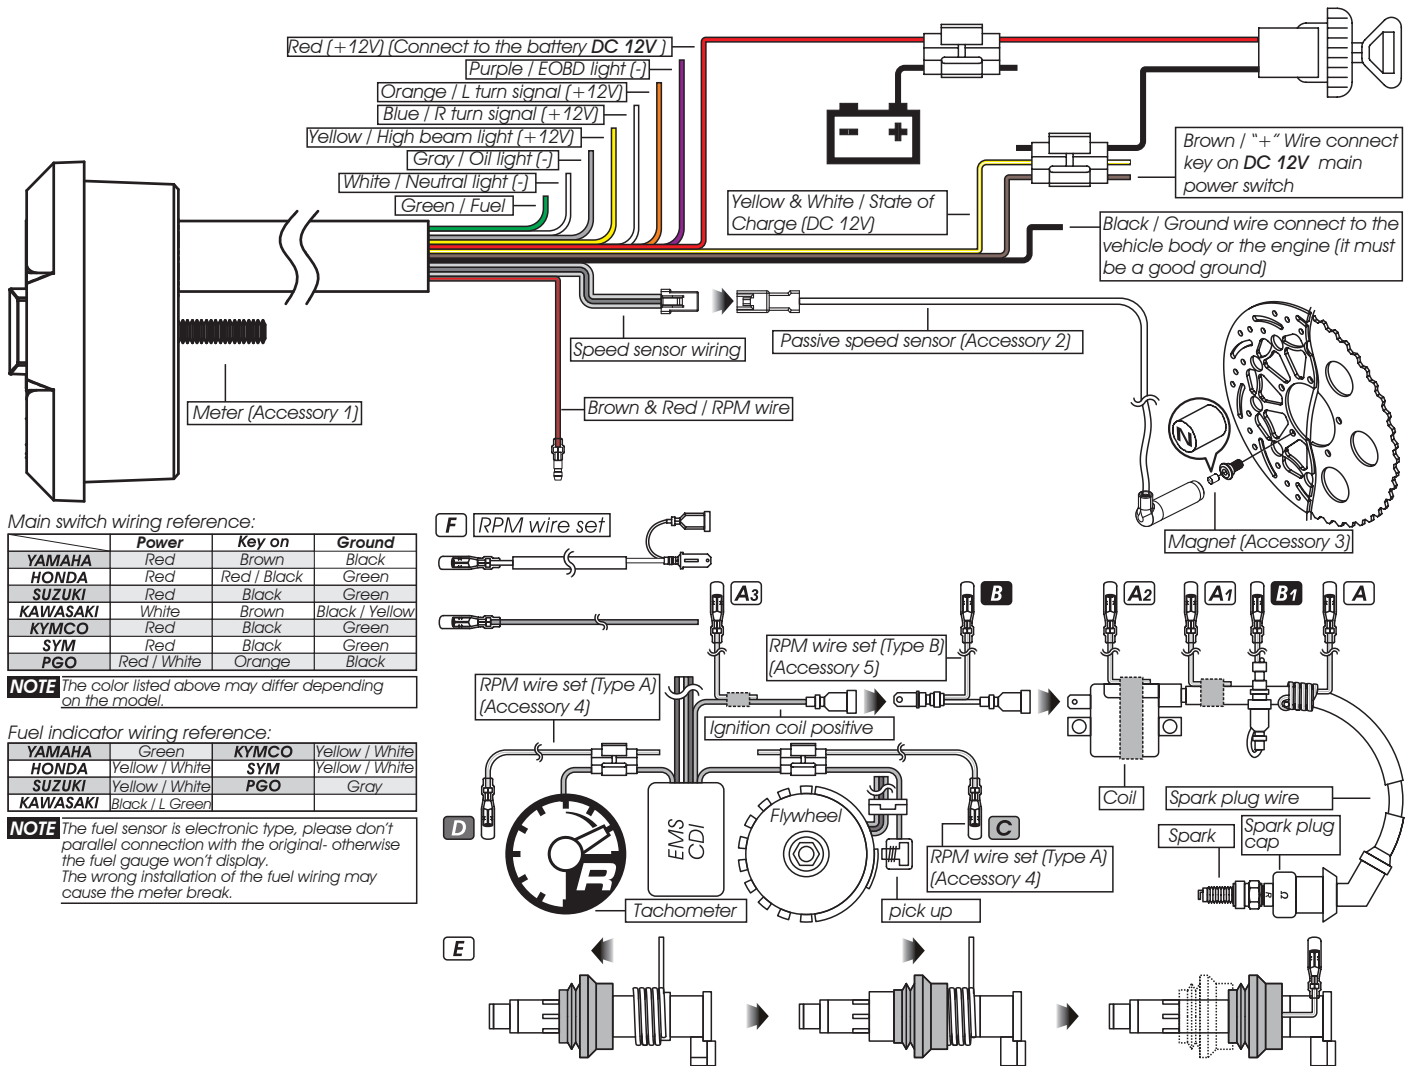 Red (+12V) (Connect to the battery DC 12V )
Purple / EOBD light (-)
Orange / L turn signal (+12V)
Blue / R turn signal (+12V)
Yellow / High beam light (+12V)
Gray / Oil light (-)
White / Neutral light (-)
Green / Fuel
Yellow & White / State of
Charge (DC 12V)
Brown / "+" Wire connect
key on DC 12V main
power switch
Black / Ground wire connect to the
vehicle body or the engine (it must
be a good ground)
Speed sensor wiring
Passive speed sensor (Accessory 2)
Meter (Accessory 1)
Brown & Red / RPM wire
N
Magnet (Accessory 3)
Main switch wiring reference:
Power Key on Ground
YAMAHA Red Brown Black
HONDA Red Red / Black Green
SUZUKI Red Black Green
KAWASAKI White Brown Black / Yellow
KYMCO Red Black Green
SYM Red Black Green
PGO Red / White Orange Black
NOTE The color listed above may differ depending
on the model.
Fuel indicator wiring reference:
YAMAHA Green KYMCO Yellow / White
HONDA Yellow / White SYM Yellow / White
SUZUKI Yellow / White PGO Gray
KAWASAKI Black / L Green
NOTE The fuel sensor is electronic type, please don't
parallel connection with the original- otherwise
the fuel gauge won't display.
The wrong installation of the fuel wiring may
cause the meter break.
F RPM wire set
A3
B
A2
A1
B1
A
RPM wire set (Type B)
(Accessory 5)
RPM wire set (Type A)
(Accessory 4)
Ignition coil positive
Coil
Spark plug wire
Spark
Spark plug
cap
Ω
R
D
R
EMS
CDI
Flywheel
C
RPM wire set (Type A)
(Accessory 4)
Tachometer
pick up
E